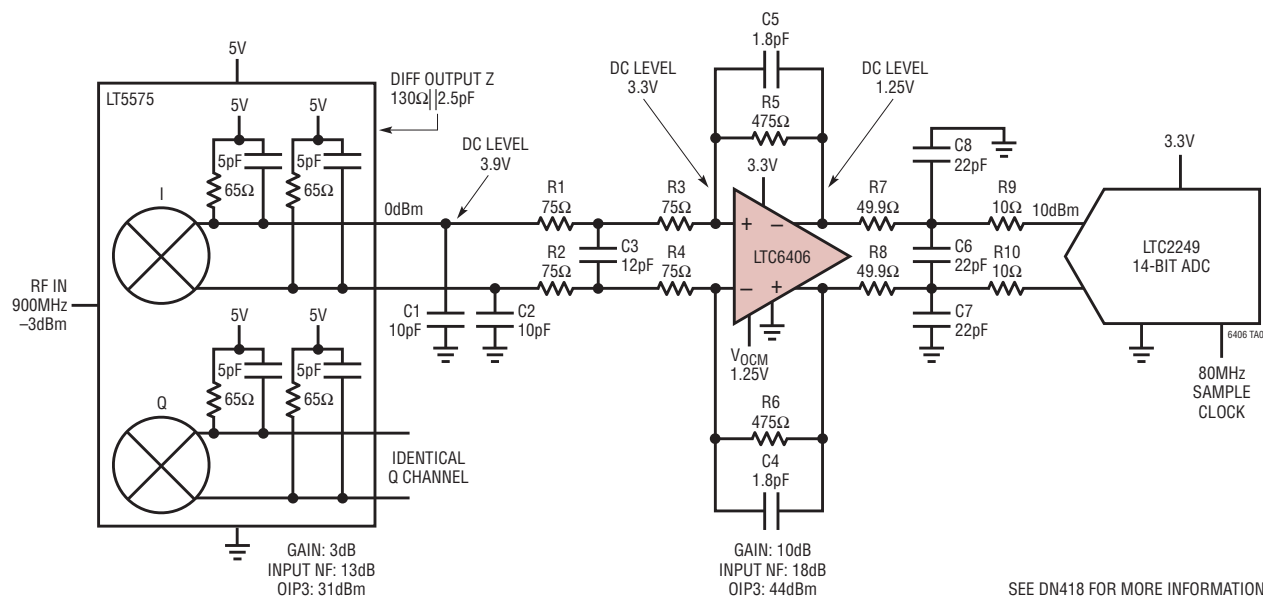 5V
LT5575
DIFF OUTPUT Z
130Ω||2.5pF
5V
5V
5pF
65Ω
5pF
65Ω
I
DC LEVEL
3.9V
0dBm
RF IN
900MHz
–3dBm
C1
10pF
C2
10pF
R1
75Ω
R2
75Ω
C3
12pF
R3
75Ω
R4
75Ω
DC LEVEL
3.3V
C5
1.8pF
R5
475Ω
DC LEVEL
1.25V
3.3V
+
–
LTC6406
–
+
VOCM
1.25V
R6
475Ω
C4
1.8pF
R7
49.9Ω
R8
49.9Ω
C8
22pF
C6
22pF
C7
22pF
R9
10Ω
R10
10Ω
10dBm
3.3V
LTC2249
14-BIT ADC
80MHz
SAMPLE
CLOCK
5V
5V
5pF
65Ω
5pF
65Ω
Q
IDENTICAL
Q CHANNEL
GAIN: 3dB
INPUT NF: 13dB
OIP3: 31dBm
GAIN: 10dB
INPUT NF: 18dB
OIP3: 44dBm
SEE DN418 FOR MORE INFORMATION